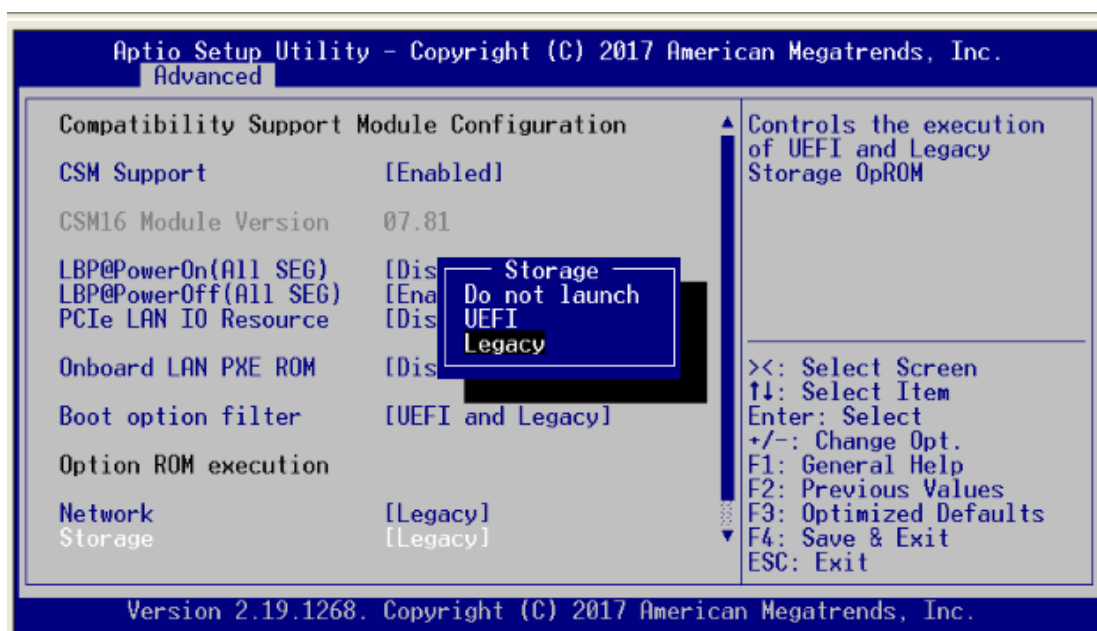 Aptio Setup Utility - Copyright (C) 2017 American Megatrends, Inc.
Advanced
Compatibility Support Module Configuration
CSM Support [Enabled]
CSM16 Module Version 07.81
LBP@PowerOn(All SEG) [Dis
LBP@PowerOff(All SEG) [Ena
PCIe LAN IO Resource [Dis
Onboard LAN PXE ROM [Dis
Boot option filter [UEFI and Legacy]
Option ROM execution
Network [Legacy]
Storage [Legacy]
Storage
Do not launch
UEFI
Legacy
Controls the execution
of UEFI and Legacy
Storage OpROM
><: Select Screen
↑↓: Select Item
Enter: Select
+/-: Change Opt.
F1: General Help
F2: Previous Values
F3: Optimized Defaults
F4: Save & Exit
ESC: Exit
Version 2.19.1268. Copyright (C) 2017 American Megatrends, Inc.